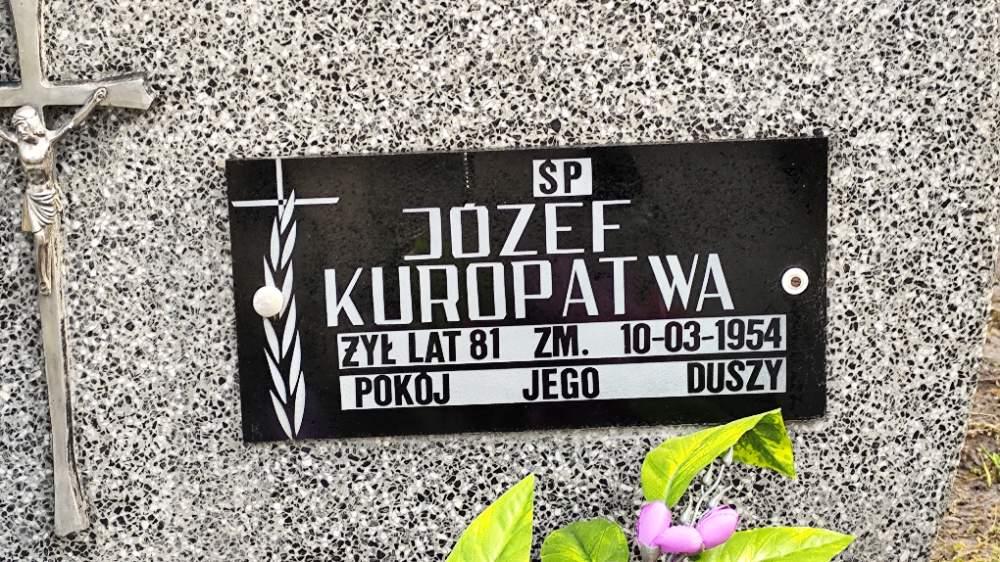 ŚP
JÓZEF
KUROPATWA
ŻYŁ LAT 81 ZM. 10-03-1954
POKÓJ JEGO DUSZY